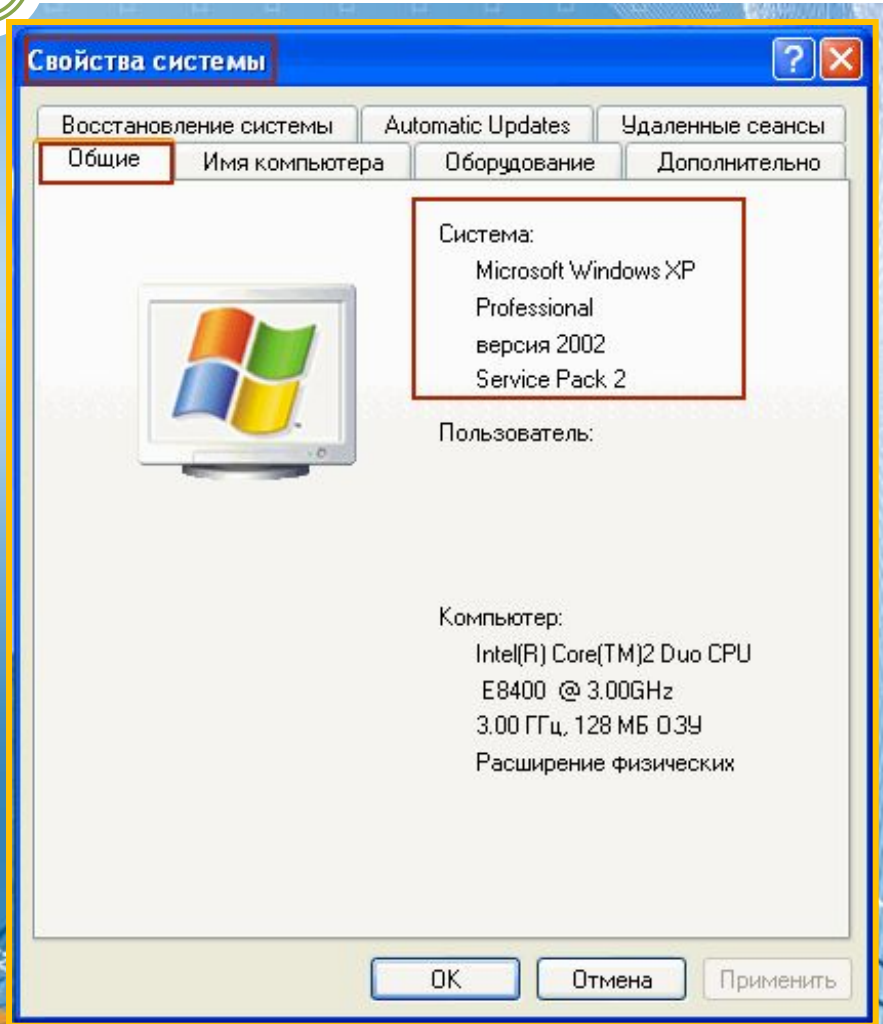 Свойства системы
Восстановление системы Automatic Updates Удаленные сеансы
Общие Имя компьютера Оборудование Дополнительно
Система:
Microsoft Windows XP
Professional
версия 2002
Service Pack 2
Пользователь:
Компьютер:
Intel(R) Core(TM)2 Duo CPU
E8400 @ 3.00GHz
3.00 ГГц, 128 МБ ОЗУ
Расширение физических
OK Отмена Применить